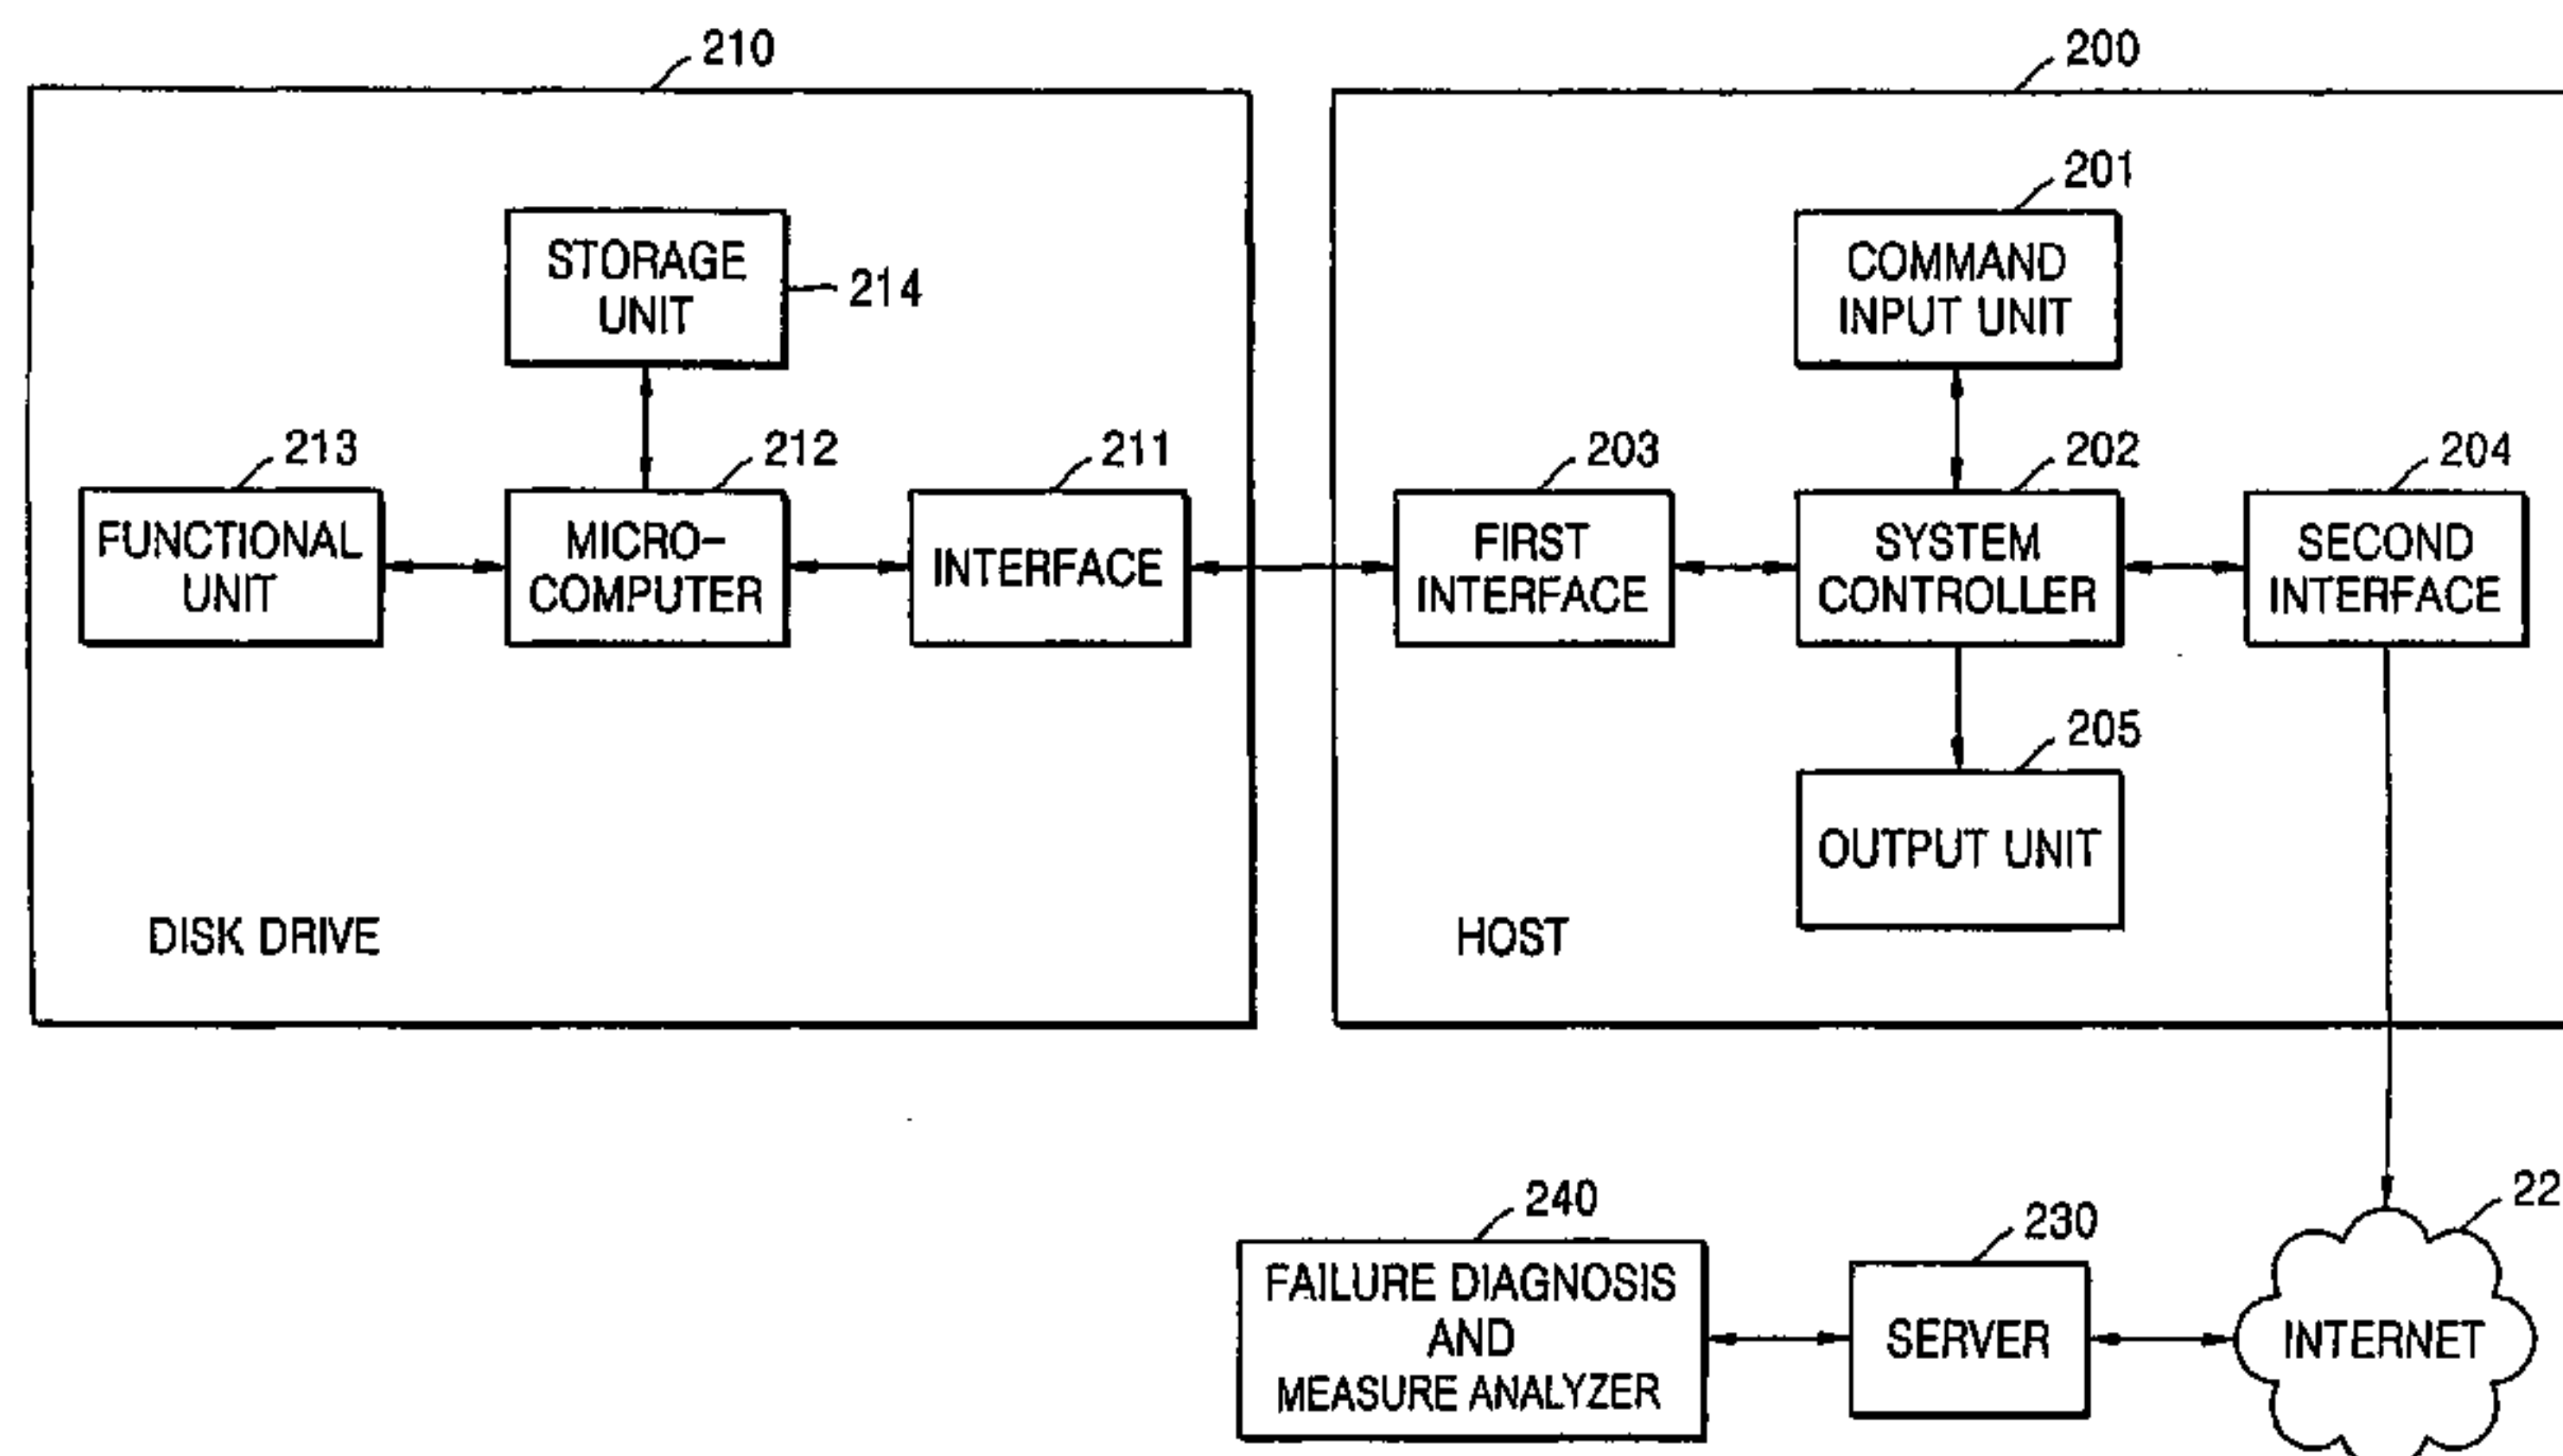 210
200
201
STORAGE
UNIT
214
COMMAND
INPUT UNIT
213
212
211
203
202
204
FUNCTIONAL
UNIT
MICRO-
COMPUTER
INTERFACE
FIRST
INTERFACE
SYSTEM
CONTROLLER
SECOND
INTERFACE
205
OUTPUT UNIT
DISK DRIVE
HOST
240
230
22
FAILURE DIAGNOSIS
AND
MEASURE ANALYZER
SERVER
INTERNET